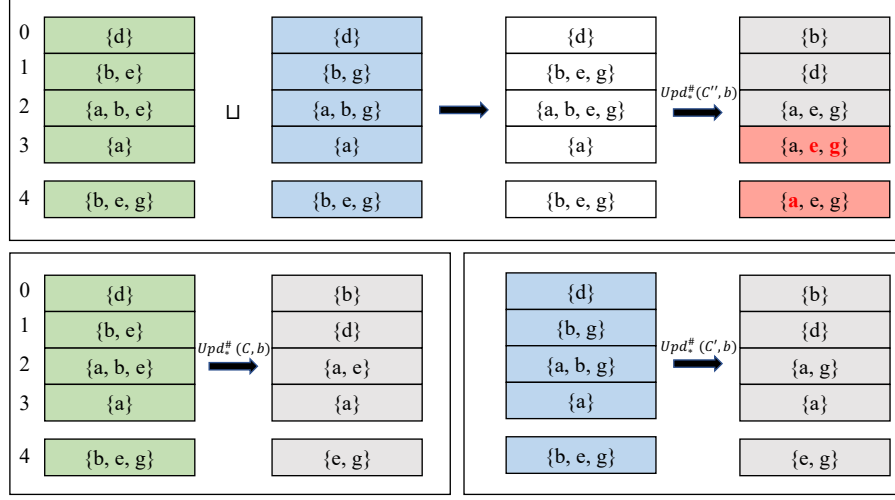 0 {d} {d} {d} {b}
1 {b, e} {b, g} {b, e, g} {d}
Upd#*(C'', b)
2 {a, b, e} ⊔ {a, b, g} {a, b, e, g} {a, e, g}
3 {a} {a} {a} {a, e, g}
4 {b, e, g} {b, e, g} {b, e, g} {a, e, g}
0 {d} {b}
1 {b, e} {d}
Upd#*(C, b)
2 {a, b, e} {a, e}
3 {a} {a}
4 {b, e, g} {e, g}
{d} {b}
{b, g} {d}
Upd#*(C', b)
{a, b, g} {a, g}
{a} {a}
{b, e, g} {e, g}